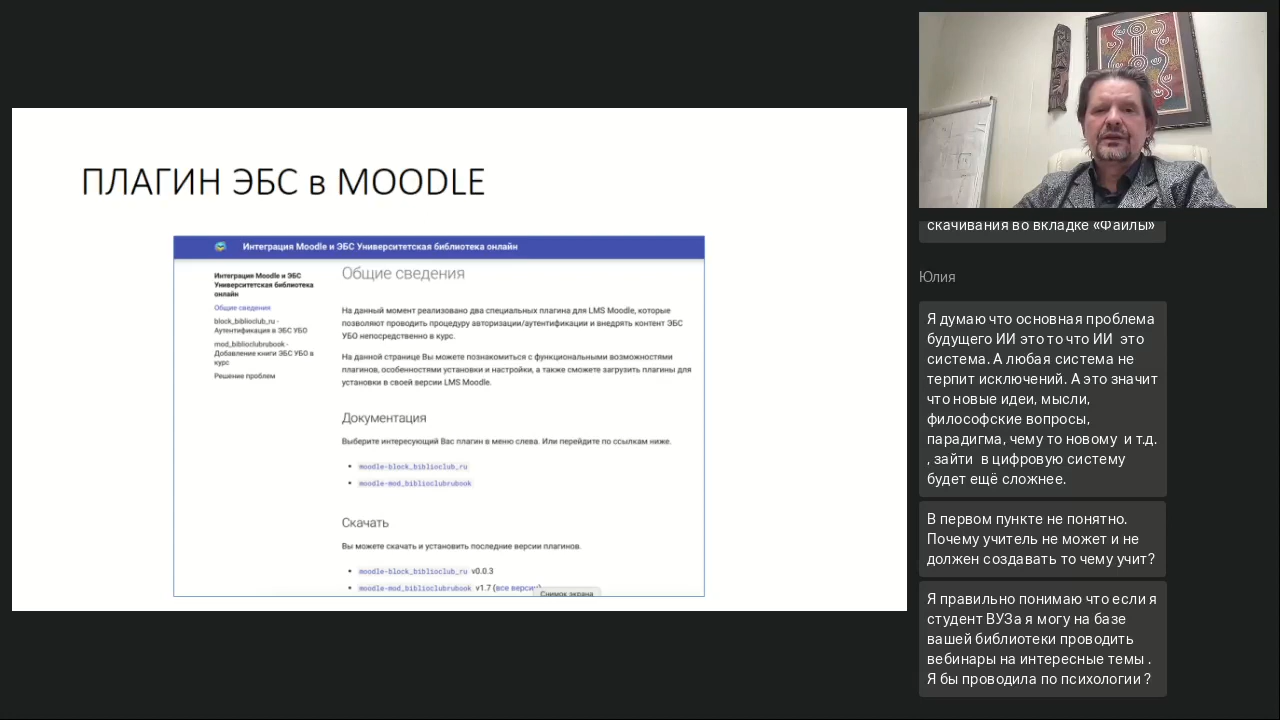 ПЛАГИН ЭБС в MOODLE
Интеграция Moodle и ЭБС Университетская библиотека онлайн
Интеграция Moodle и ЭБС
Университетская библиотека
онлайн
Общие сведения
block_biblioclub_ru -
Аутентификация в ЭБС УБО
mod_biblioclubrubook -
Добавление книги ЭБС УБО в
курс
Решение проблем
Общие сведения
На данный момент реализовано два специальных плагина для LMS Moodle, которые
позволяют проводить процедуру авторизации/аутентификации и внедрять контент ЭБС
УБО непосредственно в курс.
На данной странице Вы можете познакомиться с функциональными возможностями
плагинов, особенностями установки и настройки, а также сможете загрузить плагины для
установки в своей версии LMS Moodle.
Документация
Выберите интересующий Вас плагин в меню слева. Или перейдите по ссылкам ниже.
moodle-block_biblioclub_ru
moodle-mod_biblioclubrubook
Скачать
Вы можете скачать и установить последние версии плагинов.
moodle-block_biblioclub_ru v0.0.3
moodle-mod_biblioclubrubook v1.7 (все версии)
Снимок экрана
скачивания во вкладке «Файлы»
Юлия
Я думаю что основная проблема
будущего ИИ это то что ИИ это
система. А любая система не
терпит исключений. А это значит
что новые идеи, мысли,
философские вопросы,
парадигма, чему то новому и т.д.
, зайти в цифровую систему
будет ещё сложнее.
В первом пункте не понятно.
Почему учитель не может и не
должен создавать то чему учит?
Я правильно понимаю что если я
студент ВУЗа я могу на базе
вашей библиотеки проводить
вебинары на интересные темы .
Я бы проводила по психологии ?